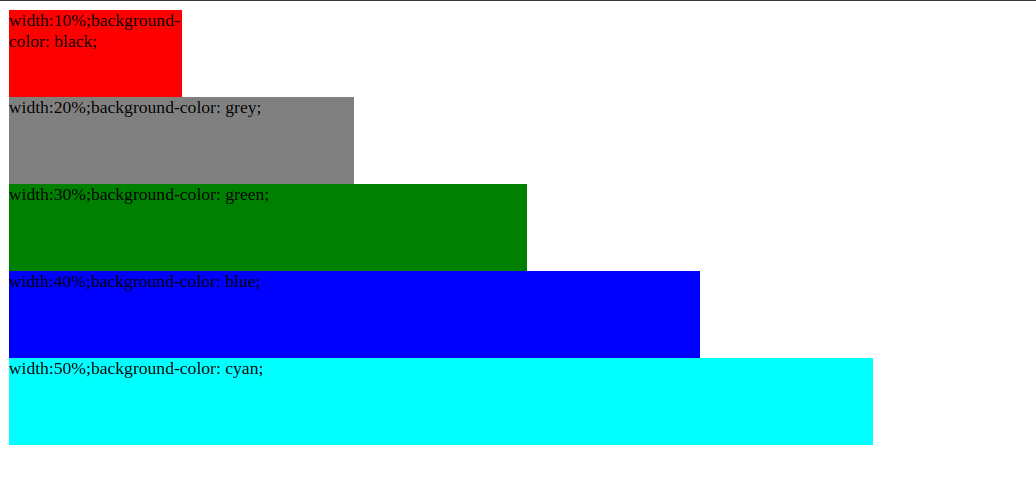 width:10%;background-
color: black;
width:20%;background-color: grey;
width:30%;background-color: green;
width:40%;background-color: blue;
width:50%;background-color: cyan;